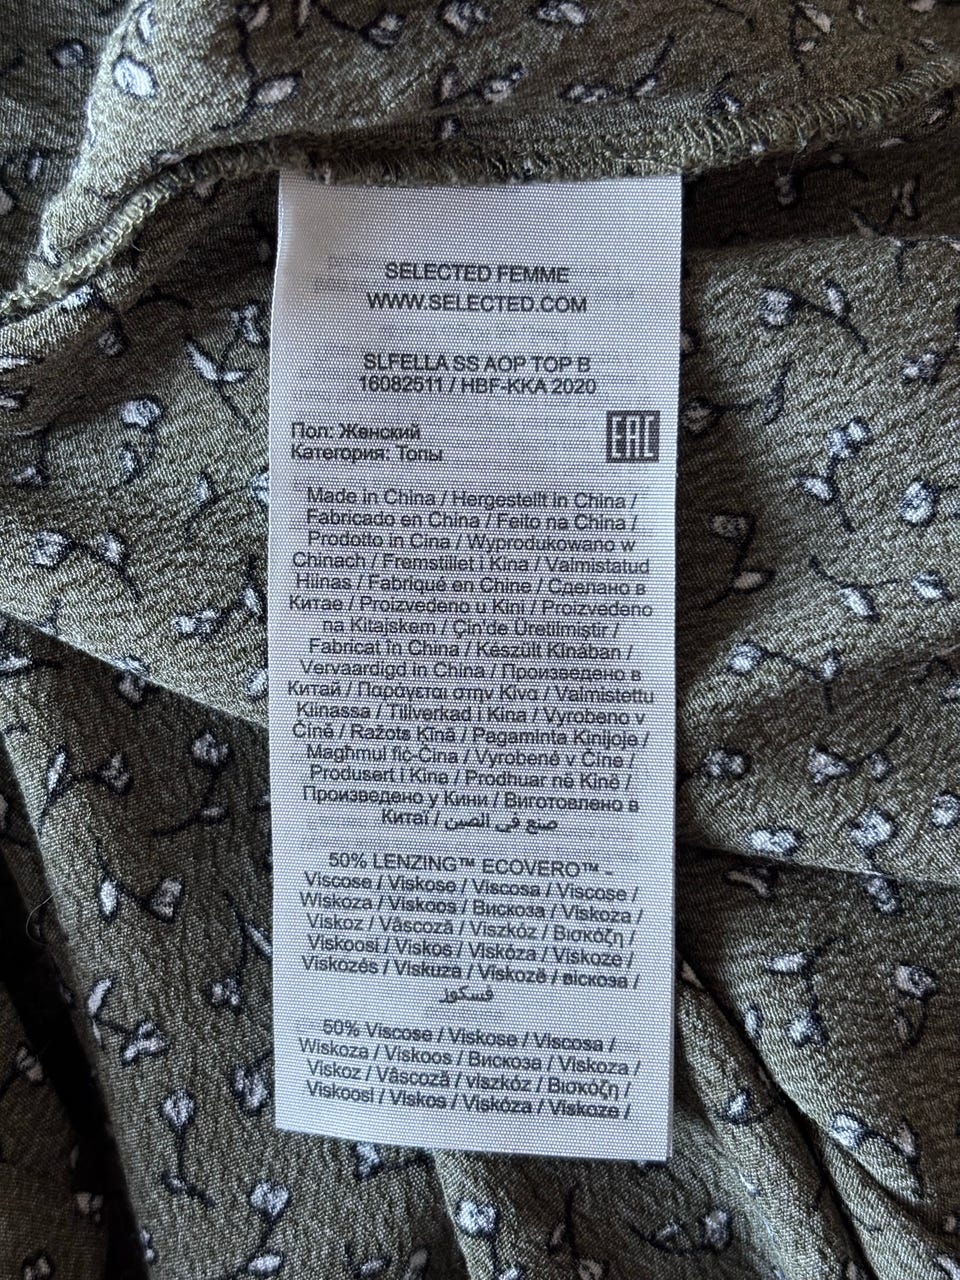 SELECTED FEMME
WWW.SELECTED.COM
SLFELLA SS AOP TOP B
16082511 / HBF-KKA 2020
Пол: Женский
Категория: Топы
EAC
Made in China / Hergestellt in China /
Fabricado en China / Feito na China /
Prodotto in Cina / Wyprodukowano w
Chinach / Fremstillet i Kina / Valmistatud
Hiinas / Fabriqué en Chine / Сделано в
Китае / Proizvedeno u Kini / Proizvedeno
na Kitajskem / Çin'de Üretilmiştir /
Fabricat în China / Készült Kínában /
Vervaardigd in China / Произведено в
Китай / Παράγεται στην Κίνα / Valmistettu
Kiinassa / Tillverkad i Kina / Vyrobeno v
Číně / Ražots Ķīnā / Pagaminta Kinijoje /
Magħmul fiċ-Ċina / Vyrobené v Číne /
Produsert i Kina / Prodhuar në Kinë /
Произведено у Кини / Виготовлено в
Китаї / صنع في الصين
50% LENZING™ ECOVERO™ -
Viscose / Viskose / Viscosa / Viscose /
Wiskoza / Viskoos / Вискоза / Viskoza /
Viskoz / Vâscoză / Viszkóz / Βισκόζη /
Viskoosi / Viskos / Viskóza / Viskoze /
Viskozės / Viskuża / Viskozë / віскоза /
فسكوز
50% Viscose / Viskose / Viscosa /
Wiskoza / Viskoos / Вискоза / Viskoza /
Viskoz / Vâscoză / viszkóz / Βισκόζη /
Viskoosi / Viskos / Viskóza / Viskoze /